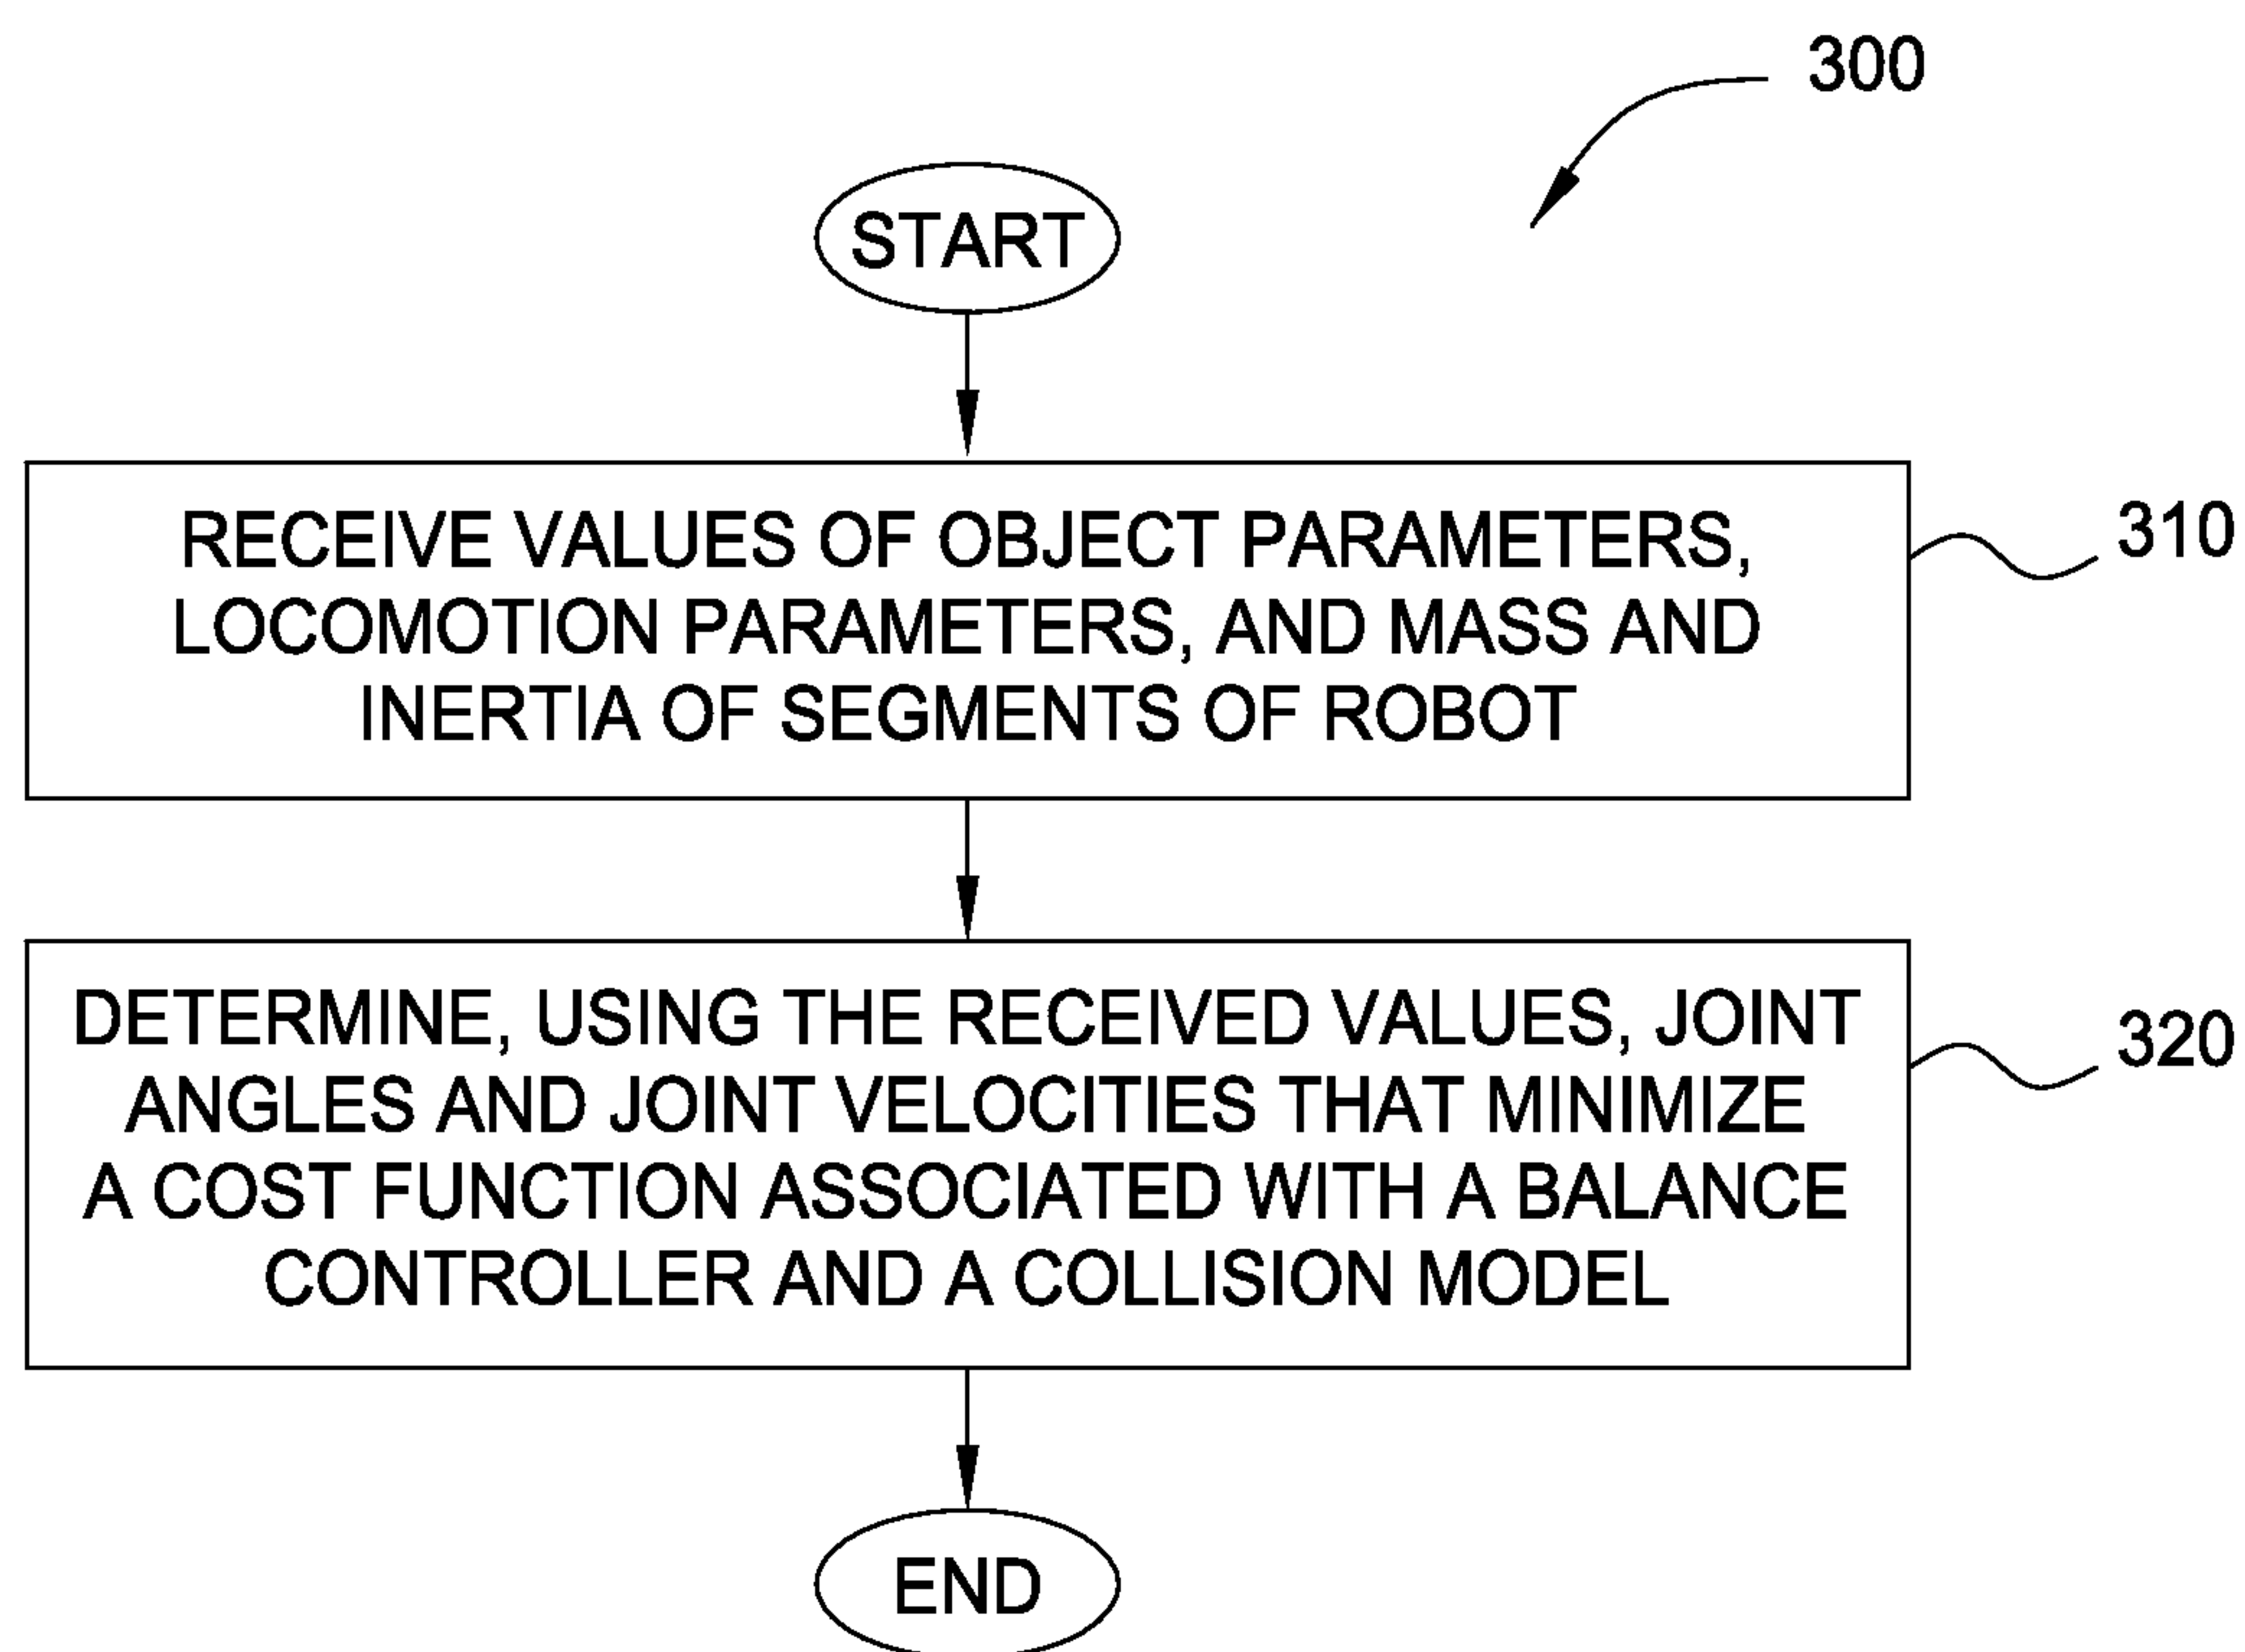 300
START
RECEIVE VALUES OF OBJECT PARAMETERS,
LOCOMOTION PARAMETERS, AND MASS AND
INERTIA OF SEGMENTS OF ROBOT
310
DETERMINE, USING THE RECEIVED VALUES, JOINT
ANGLES AND JOINT VELOCITIES THAT MINIMIZE
A COST FUNCTION ASSOCIATED WITH A BALANCE
CONTROLLER AND A COLLISION MODEL
320
END